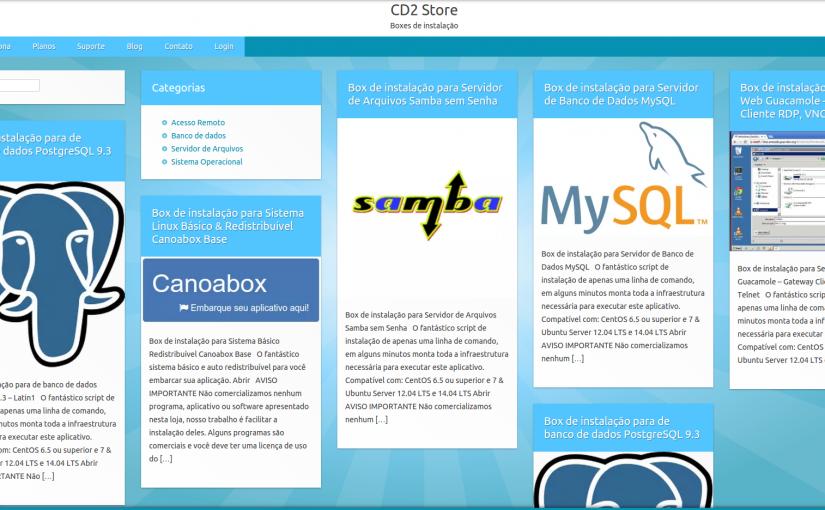 CD2 Store
Boxes de instalação
Planos
Suporte
Blog
Contato
Login
dados PostgreSQL 9.3
ação para de banco de dados
.3 – Latin1 O fantástico script de
apenas uma linha de comando,
minutos monta toda a infraestrutura
para executar este aplicativo.
com: CentOS 6.5 ou superior e 7 &
r 12.04 LTS e 14.04 LTS Abrir
TANTE Não […]
Categorias
Acesso Remoto
Banco de dados
Servidor de Arquivos
Sistema Operacional
Box de instalação para Sistema
Linux Básico & Redistribuível
Canoabox Base
Canoabox
Embarque seu aplicativo aqui!
Box de instalação para Sistema Básico
Redistribuivel Canoabox Base O fantástico
sistema básico e auto redistribuível para você
embarcar sua aplicação. Abrir AVISO
IMPORTANTE Não comercializamos nenhum
programa, aplicativo ou software apresentado
nesta loja, nosso trabalho é facilitar a
instalação deles. Alguns programas são
comerciais e você deve ter uma licença de uso
do […]
Box de instalação para Servidor
de Arquivos Samba sem Senha
samba
Box de instalação para Servidor de Arquivos
Samba sem Senha O fantástico script de
instalação de apenas uma linha de comando,
em alguns minutos monta toda a infraestrutura
necessária para executar este aplicativo.
Compatível com: CentOS 6.5 ou superior e 7 &
Ubuntu Server 12.04 LTS e 14.04 LTS Abrir
AVISO IMPORTANTE Não comercializamos
nenhum […]
Box de instalação para Servidor
de Banco de Dados MySQL
MySQL™
Box de instalação para Servidor de Banco de
Dados MySQL O fantástico script de
instalação de apenas uma linha de comando,
em alguns minutos monta toda a infraestrutura
necessária para executar este aplicativo.
Compatível com: CentOS 6.5 ou superior e 7 &
Ubuntu Server 12.04 LTS e 14.04 LTS Abrir
AVISO IMPORTANTE Não comercializamos
nenhum […]
Box de instalação para de
banco de dados PostgreSQL 9.3
Box de instalaçã
Web Guacamole –
Cliente RDP, VNC
Box de instalação para Se
Guacamole – Gateway Clie
Telnet O fantástico script
apenas uma linha de coma
minutos monta toda a infr
necessária para executar
Compatível com: CentOS
Ubuntu Server 12.04 LTS